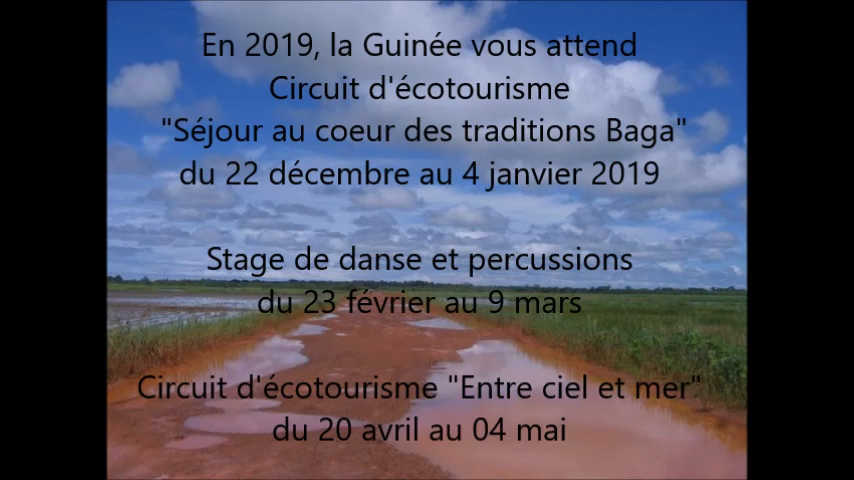 En 2019, la Guinée vous attend
Circuit d'écotourisme
"Séjour au coeur des traditions Baga"
du 22 décembre au 4 janvier 2019
Stage de danse et percussions
du 23 février au 9 mars
Circuit d'écotourisme "Entre ciel et mer"
du 20 avril au 04 mai